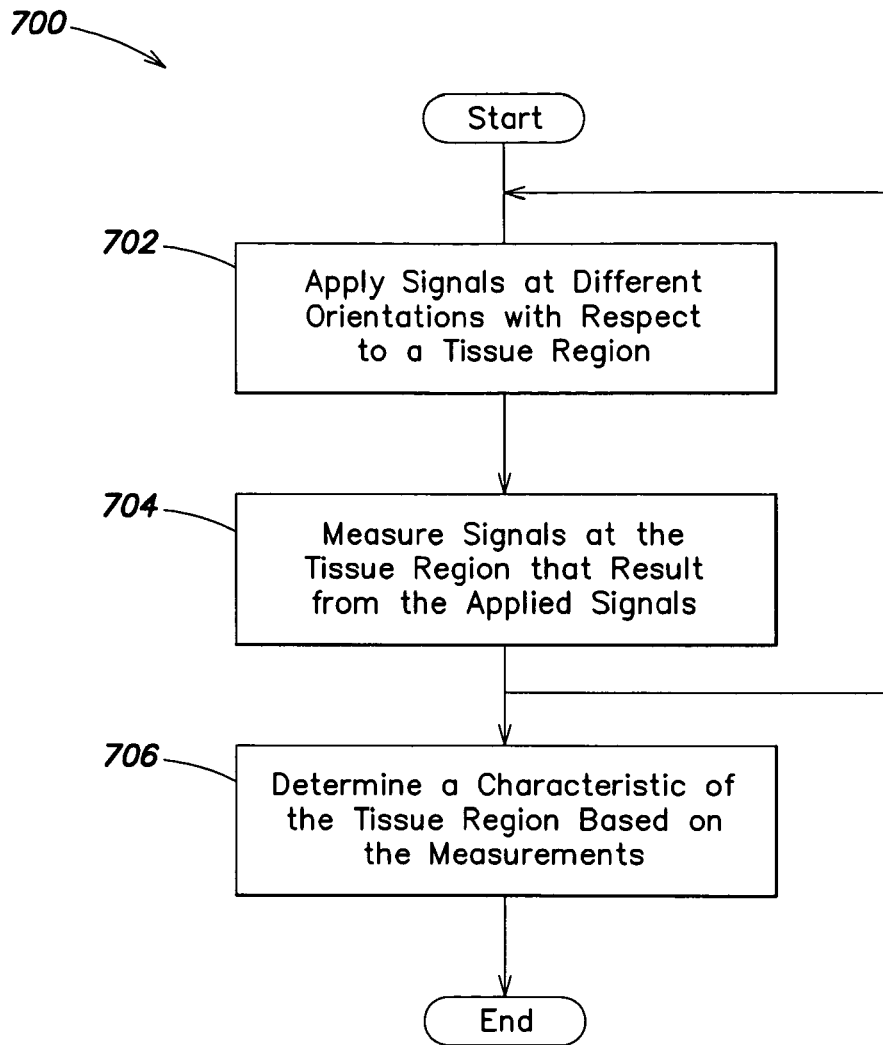 700
Start
702
Apply Signals at Different
Orientations with Respect
to a Tissue Region
704
Measure Signals at the
Tissue Region that Result
from the Applied Signals
706
Determine a Characteristic of
the Tissue Region Based on
the Measurements
End